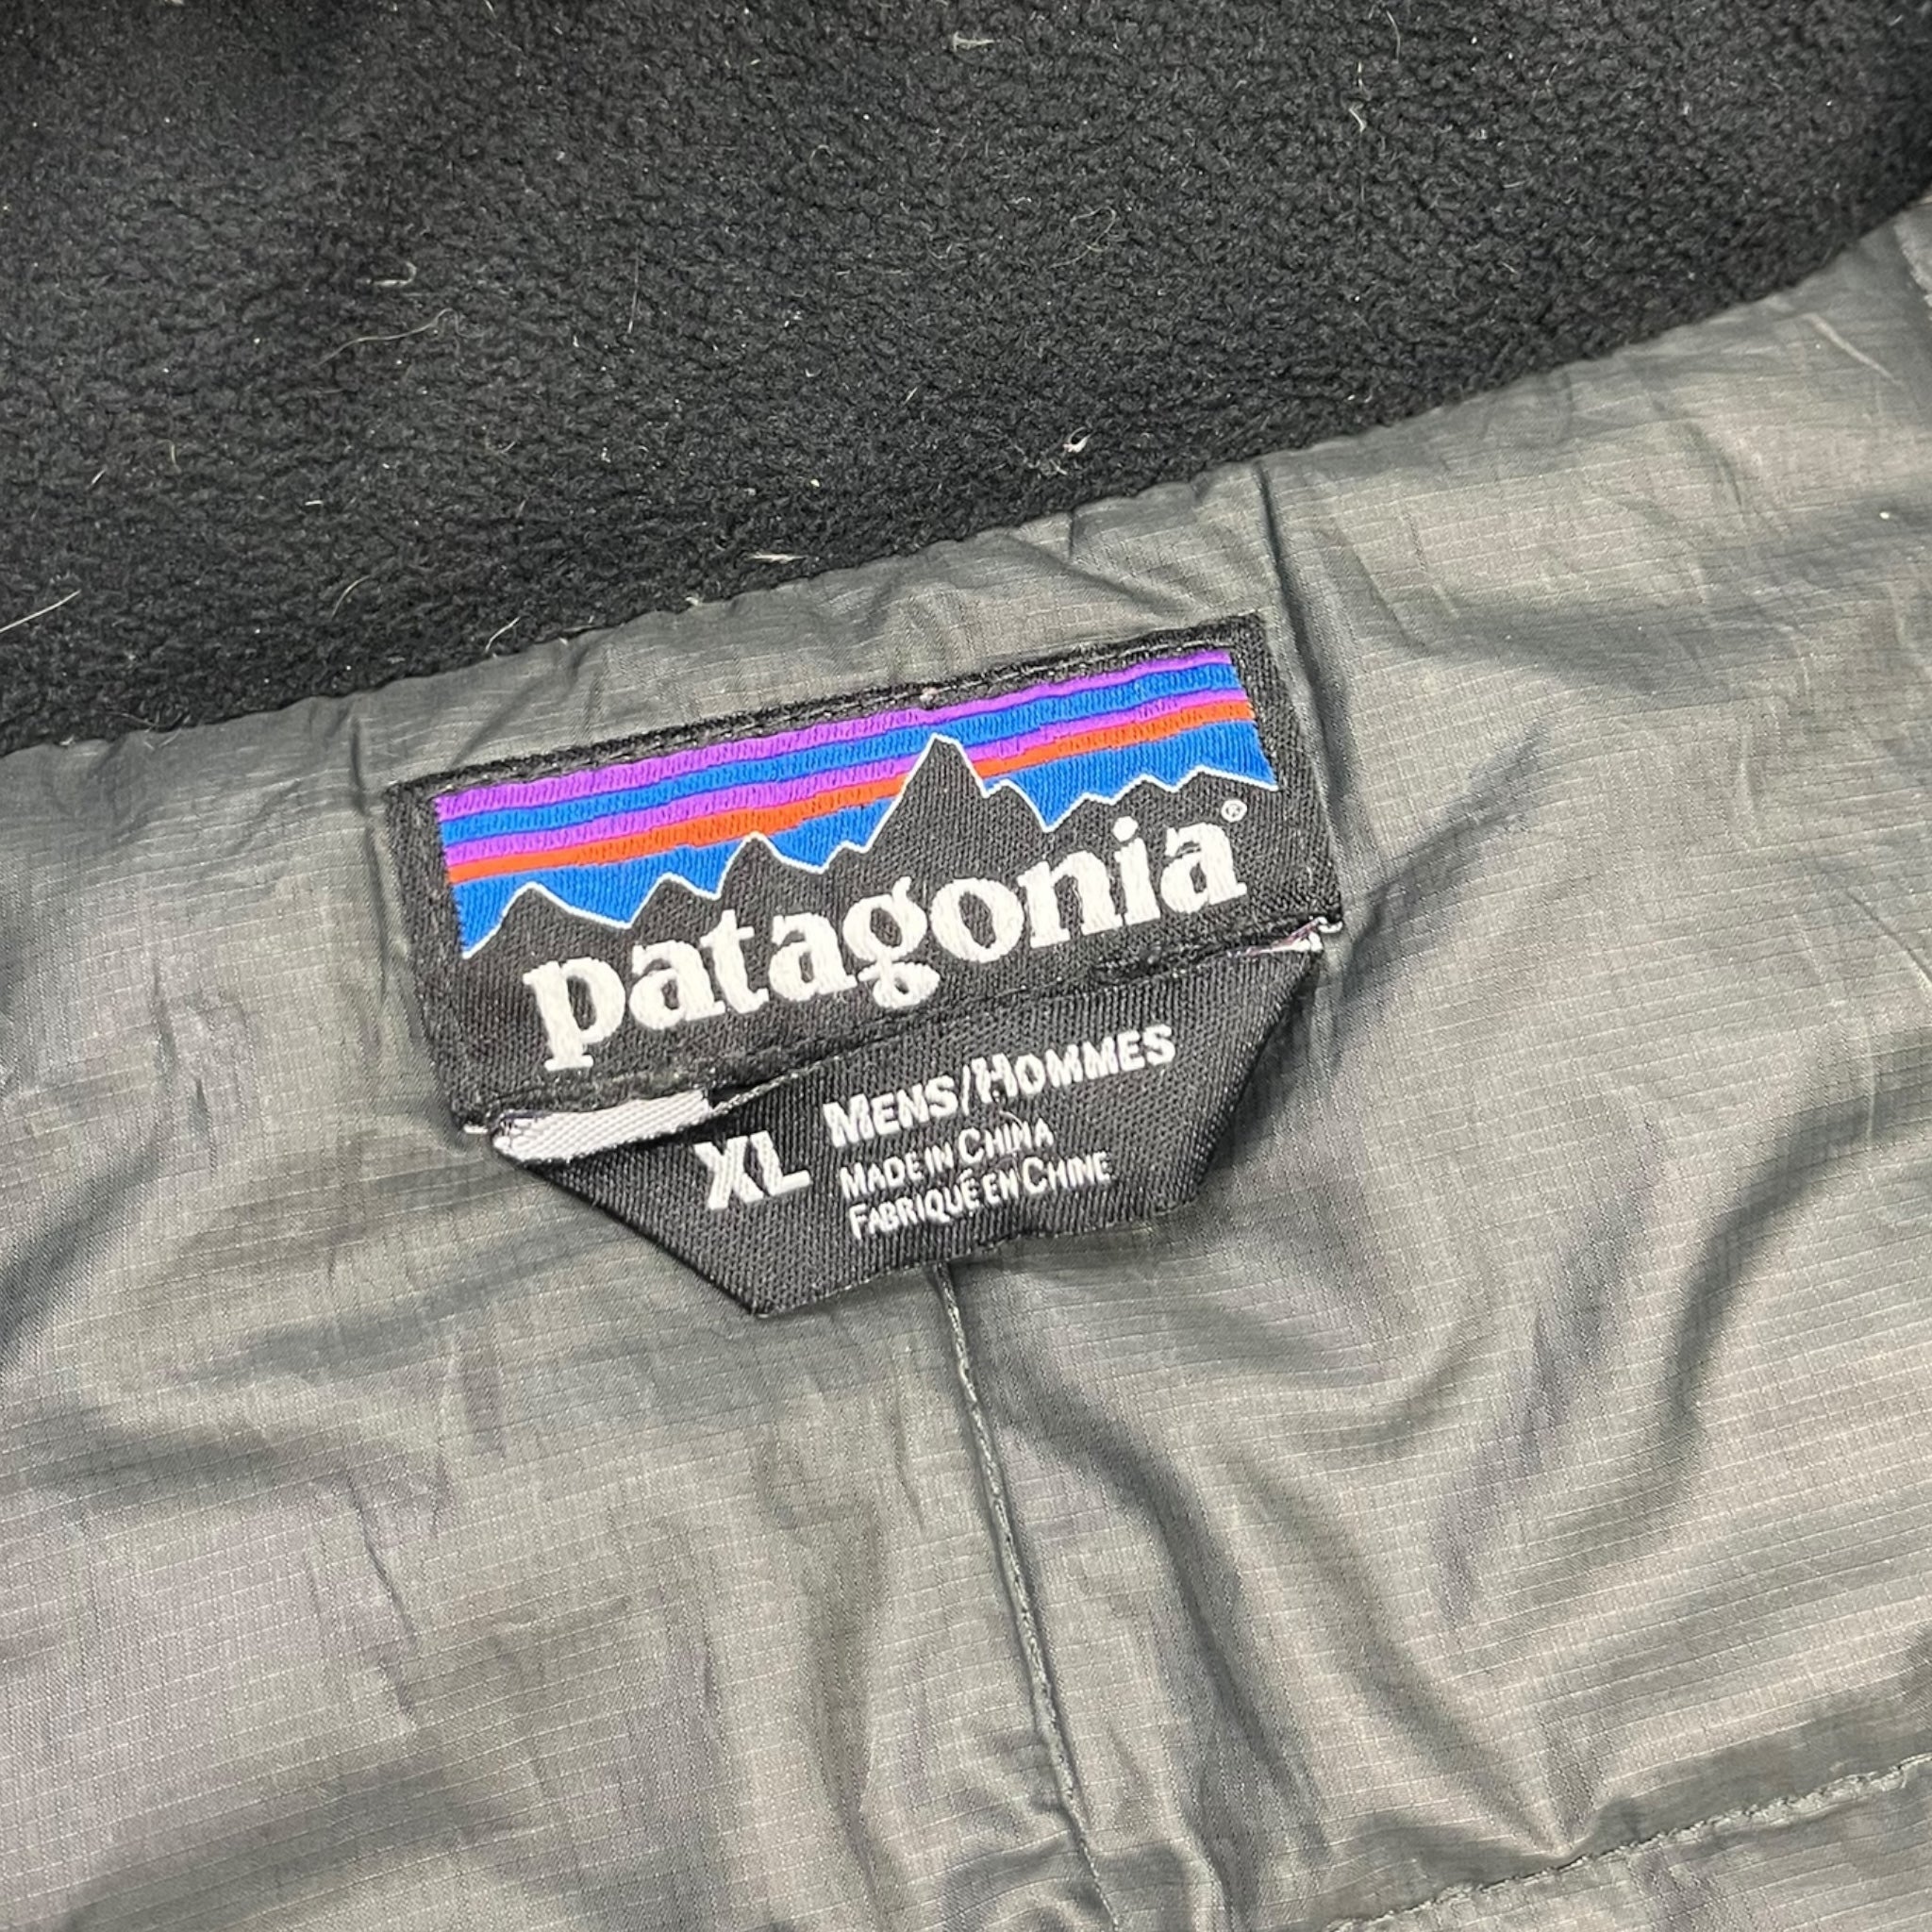 patagonia®
XL
MENS/HOMMES
MADE IN CHINA
FABRIQUÉ EN CHINE